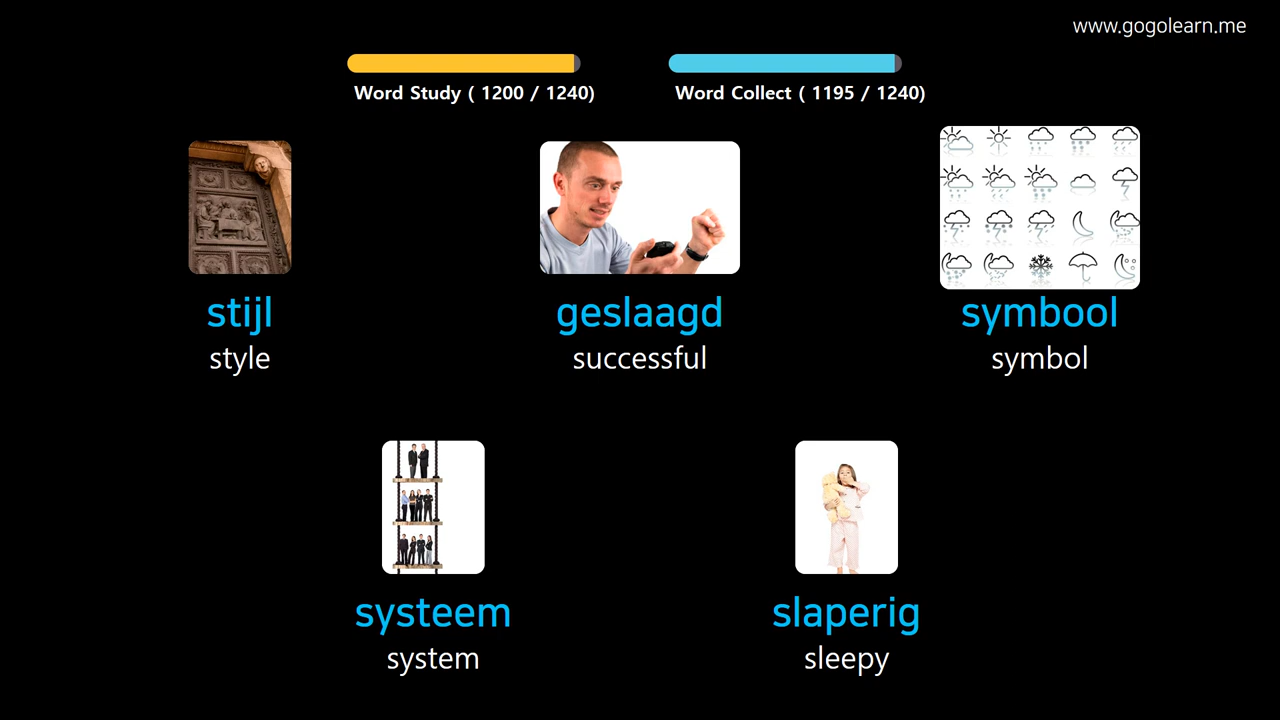 www.gogolearn.me
Word Study ( 1200 / 1240)
Word Collect ( 1195 / 1240)
stijl
style
geslaagd
successful
symbool
symbol
systeem
system
slaperig
sleepy